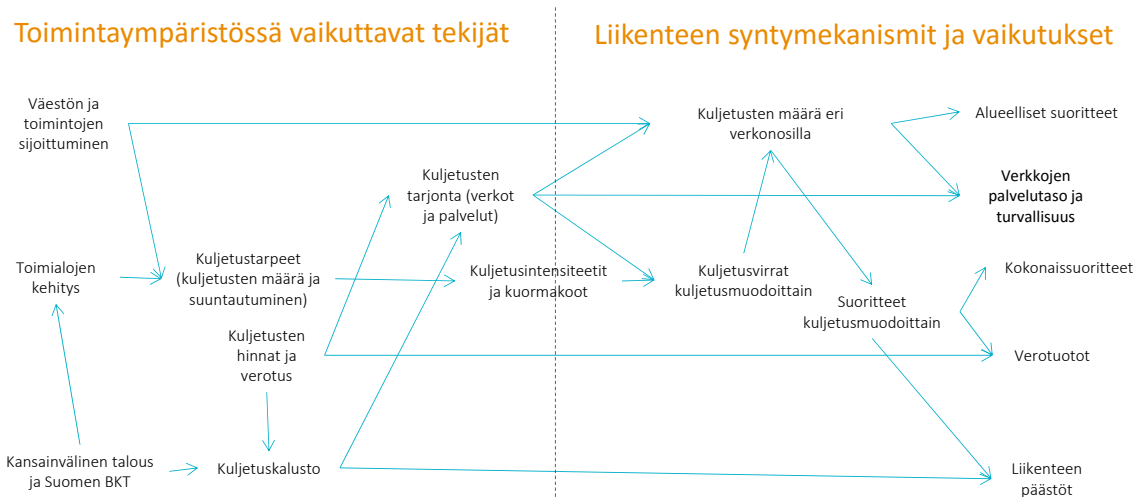 Toimintaympäristössä vaikuttavat tekijät
Liikenteen syntymekanismit ja vaikutukset
Väestön ja
toimintojen
sijoittuminen
Kuljetusten määrä eri
verkonosilla
Alueelliset suoritteet
Kuljetusten
tarjonta (verkot
ja palvelut)
Verkkojen
palvelutaso ja
turvallisuus
Toimialojen
kehitys
Kuljetustarpeet
(kuljetusten määrä ja
suuntautuminen)
Kuljetusintensiteetit
ja kuormakoot
Kuljetusvirrat
kuljetusmuodoittain
Kokonaissuoritteet
Suoritteet
kuljetusmuodoittain
Kuljetusten
hinnat ja
verotus
Verotuotot
Kansainvälinen talous
ja Suomen BKT
Kuljetuskalusto
Liikenteen
päästöt